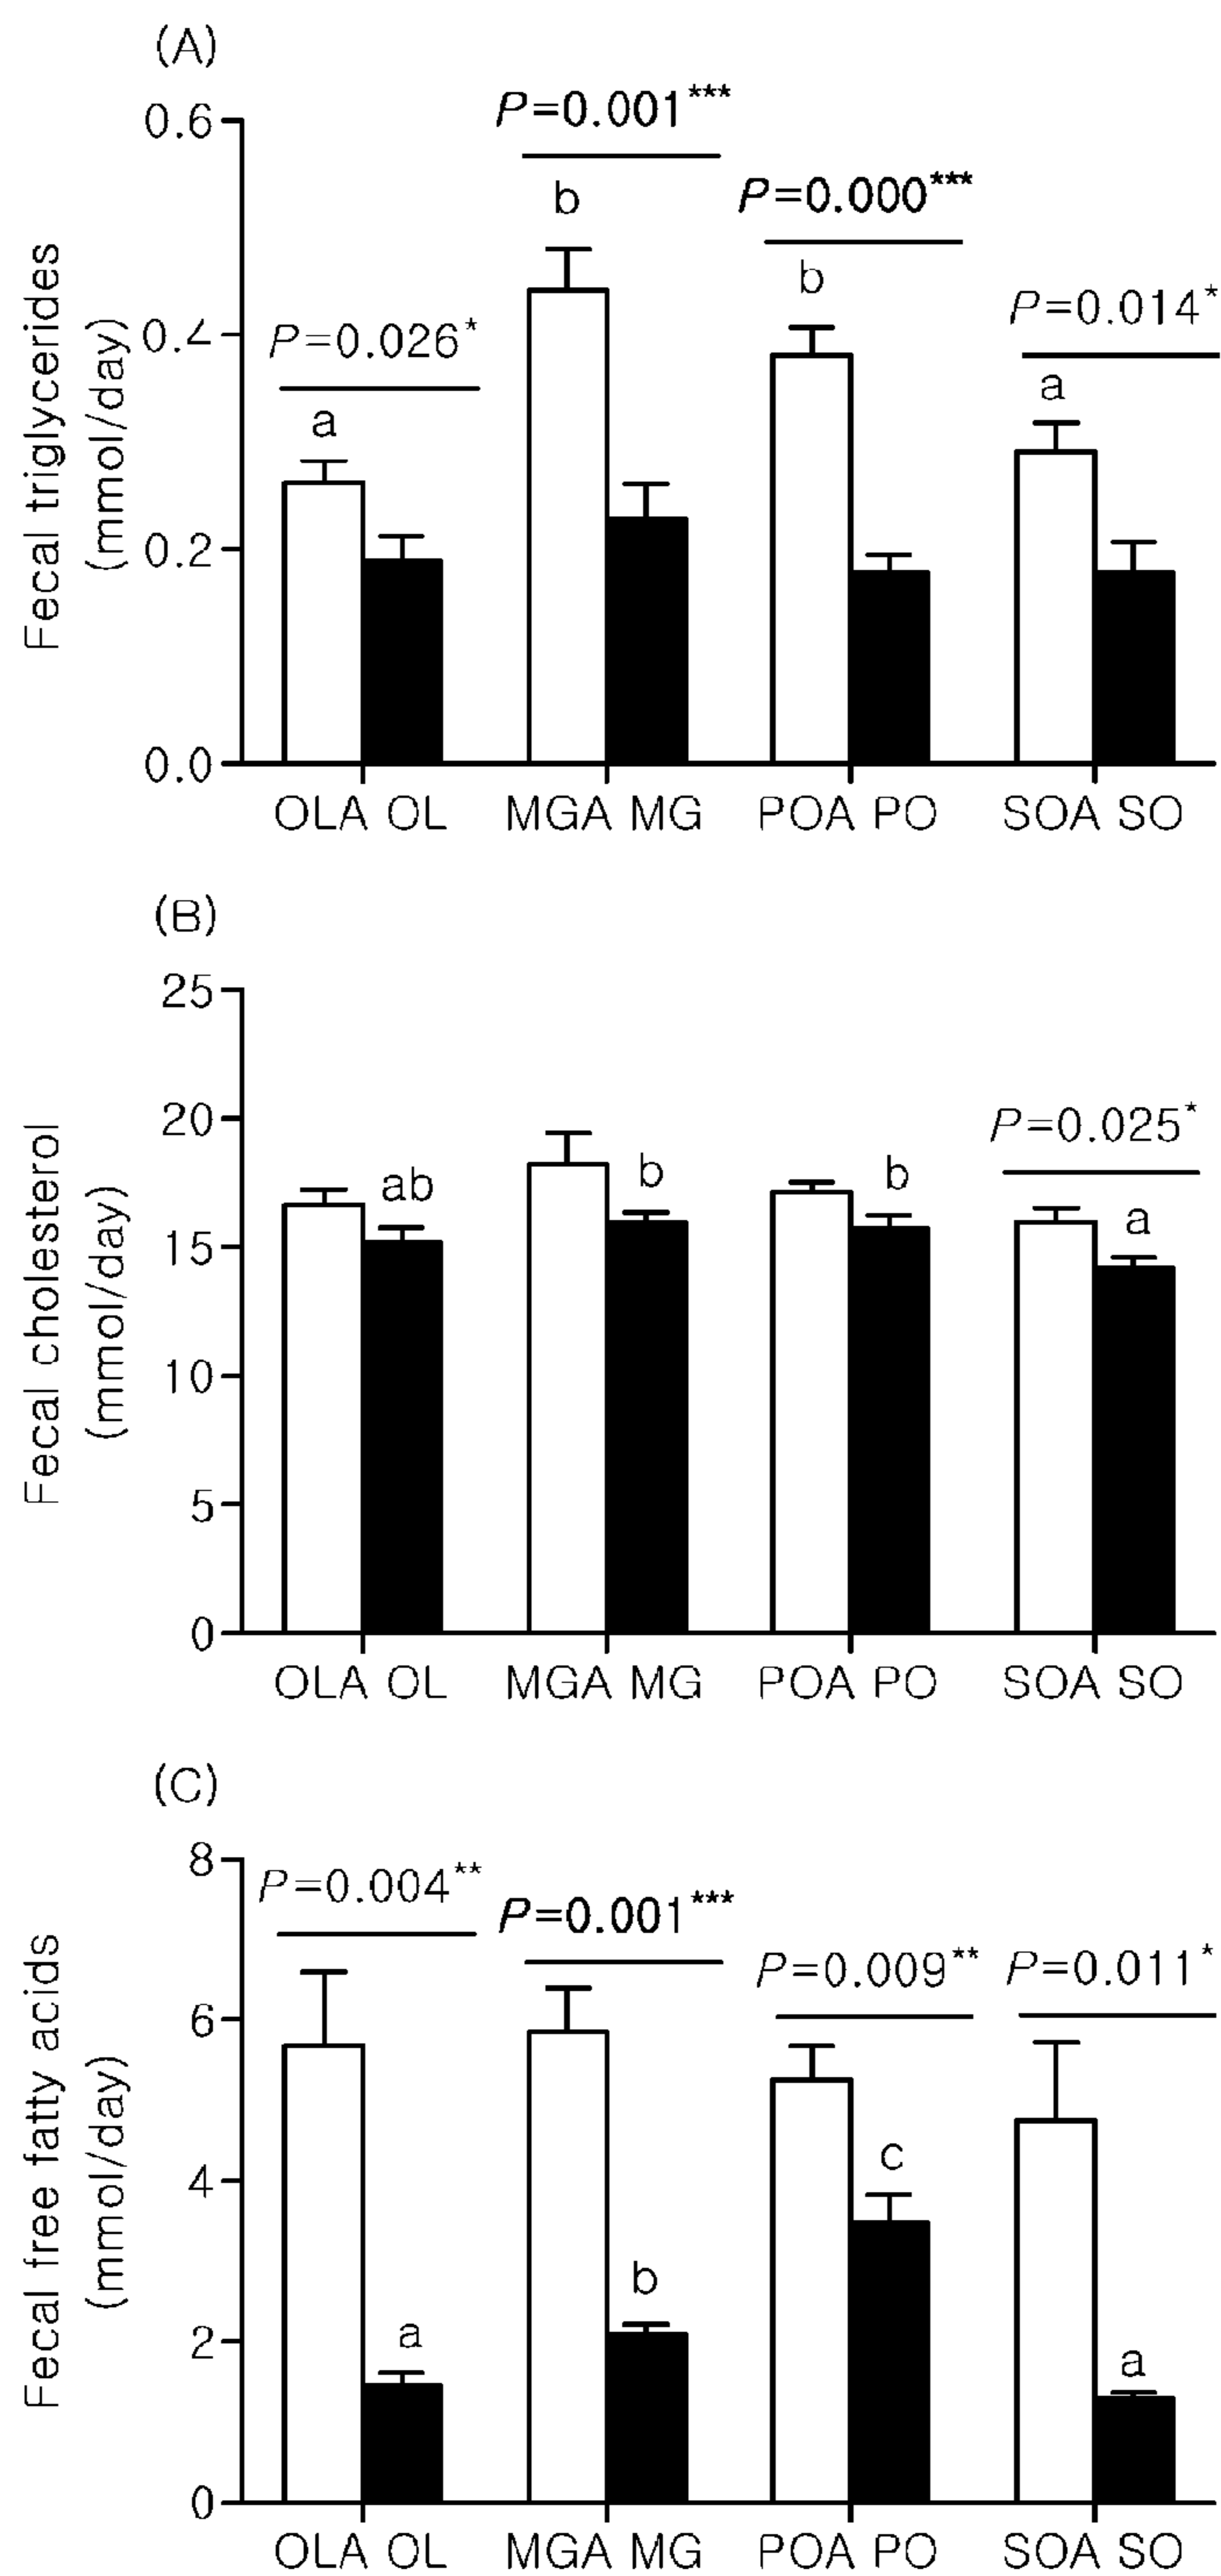 (A)
Fecal triglycerides
(mmol/day)
0.6
0.4
0.2
0.0
P=0.026*
P=0.001***
P=0.000***
P=0.014*
a
b
b
a
OLA OL MGA MG POA PO SOA SO
(B)
Fecal cholesterol
(mmol/day)
25
20
15
10
5
0
P=0.025*
ab
b
b
a
OLA OL MGA MG POA PO SOA SO
(C)
Fecal free fatty acids
(mmol/day)
8
6
4
2
0
P=0.004**
P=0.001***
P=0.009**
P=0.011*
a
b
c
a
OLA OL MGA MG POA PO SOA SO